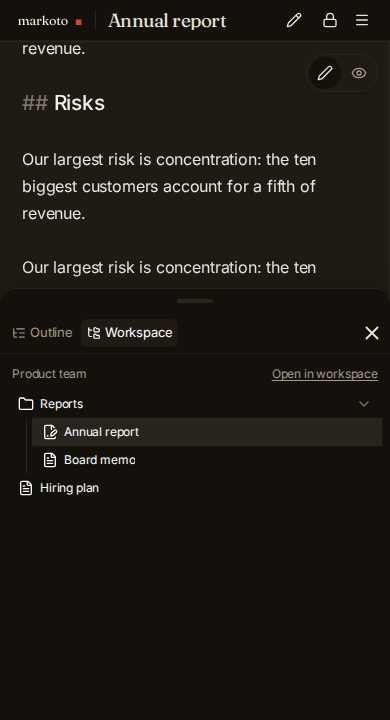 markoto
Annual report
revenue.
## Risks
Our largest risk is concentration: the ten
biggest customers account for a fifth of
revenue.
Our largest risk is concentration: the ten
Outline
Workspace
Product team
Open in workspace
Reports
Annual report
Board memo
Hiring plan